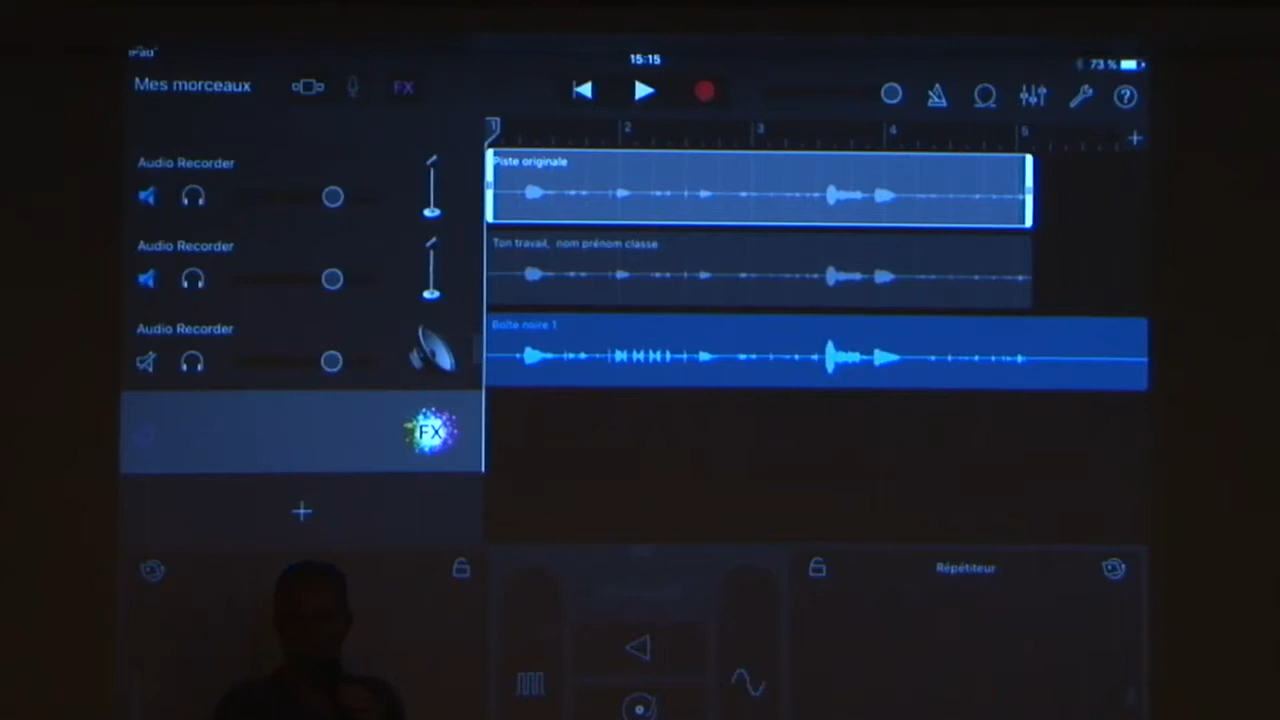 iPad
15:15
73 %
Mes morceaux
FX
?
1 2 3 4 5
Audio Recorder
Piste originale
Audio Recorder
Ton travail, nom prénom classe
Audio Recorder
Boîte noire 1
FX
Répétiteur